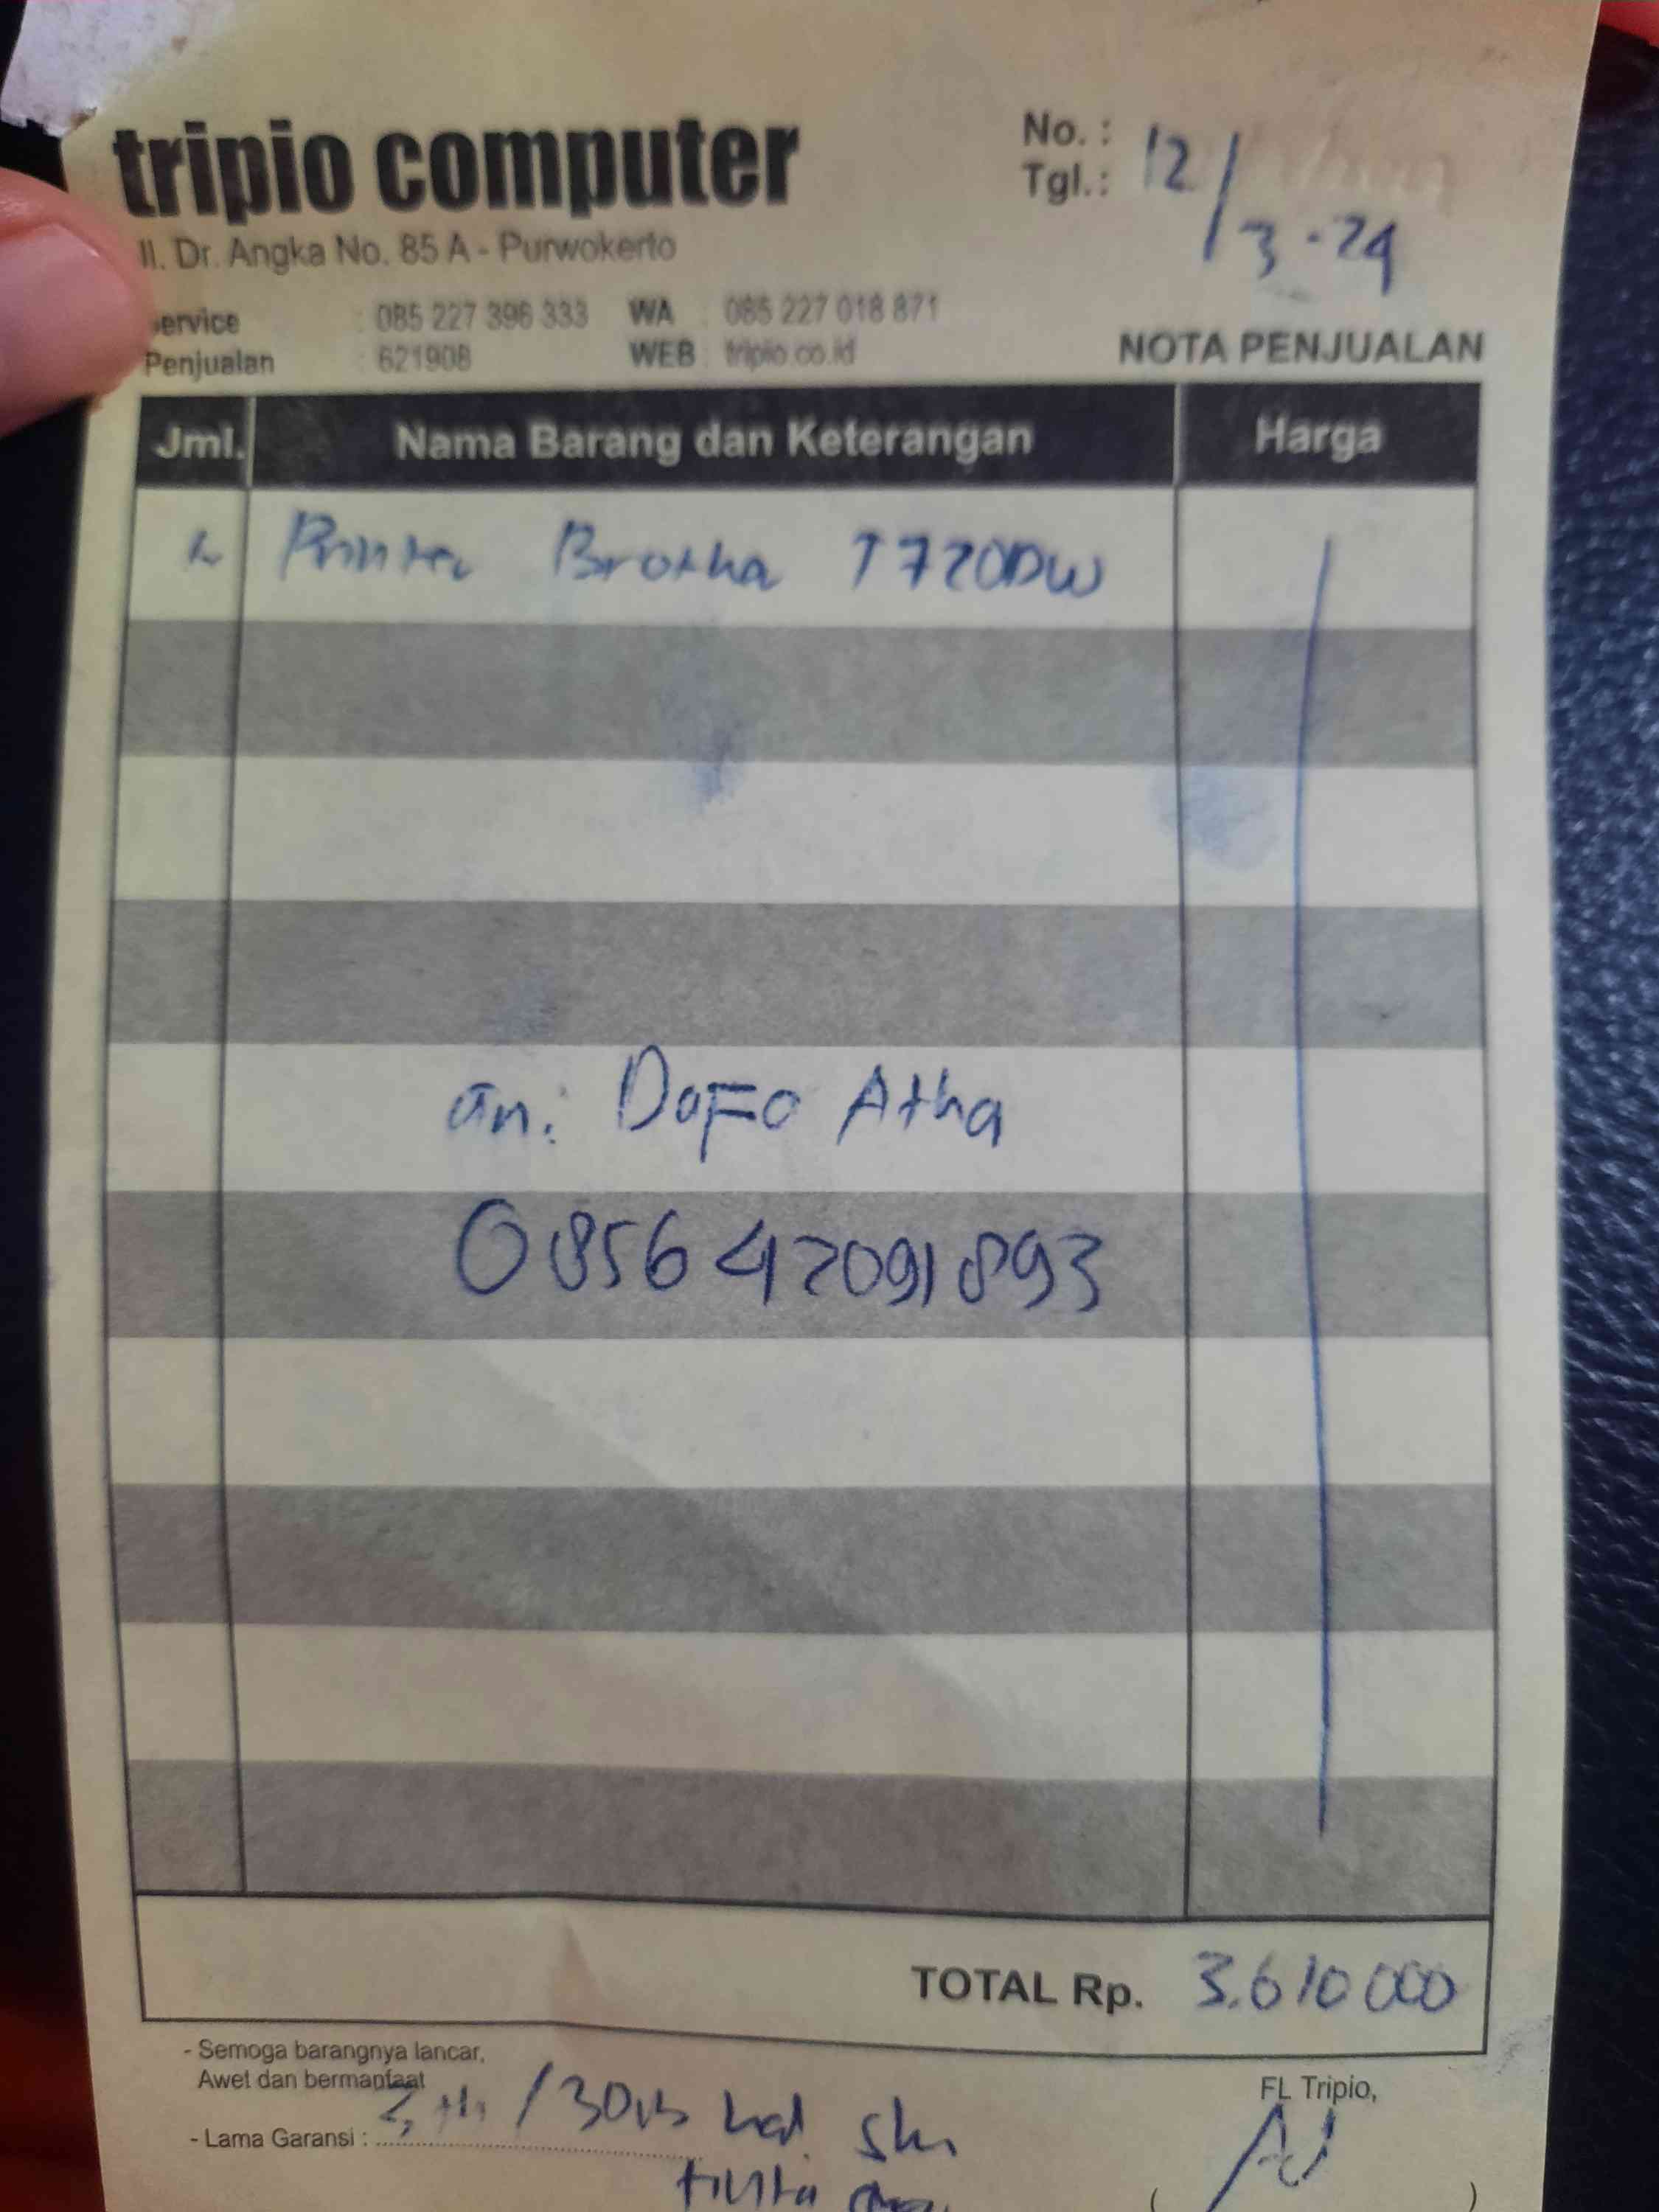 tripio computer
Jl. Dr. Angka No. 85 A - Purwokerto
No. :
Tgl. : 12/3-24
Service : 085 227 396 333 WA : 085 227 018 871
Penjualan : 621908 WEB : tripio.co.id
NOTA PENJUALAN
Jml. Nama Barang dan Keterangan Harga
Printer Brother T720DW
an: DaFa Atha
085642091893
TOTAL Rp. 3.610 000
- Semoga barangnya lancar,
Awet dan bermanfaat
- Lama Garansi : /30rb
tinta
FL Tripio,
( )